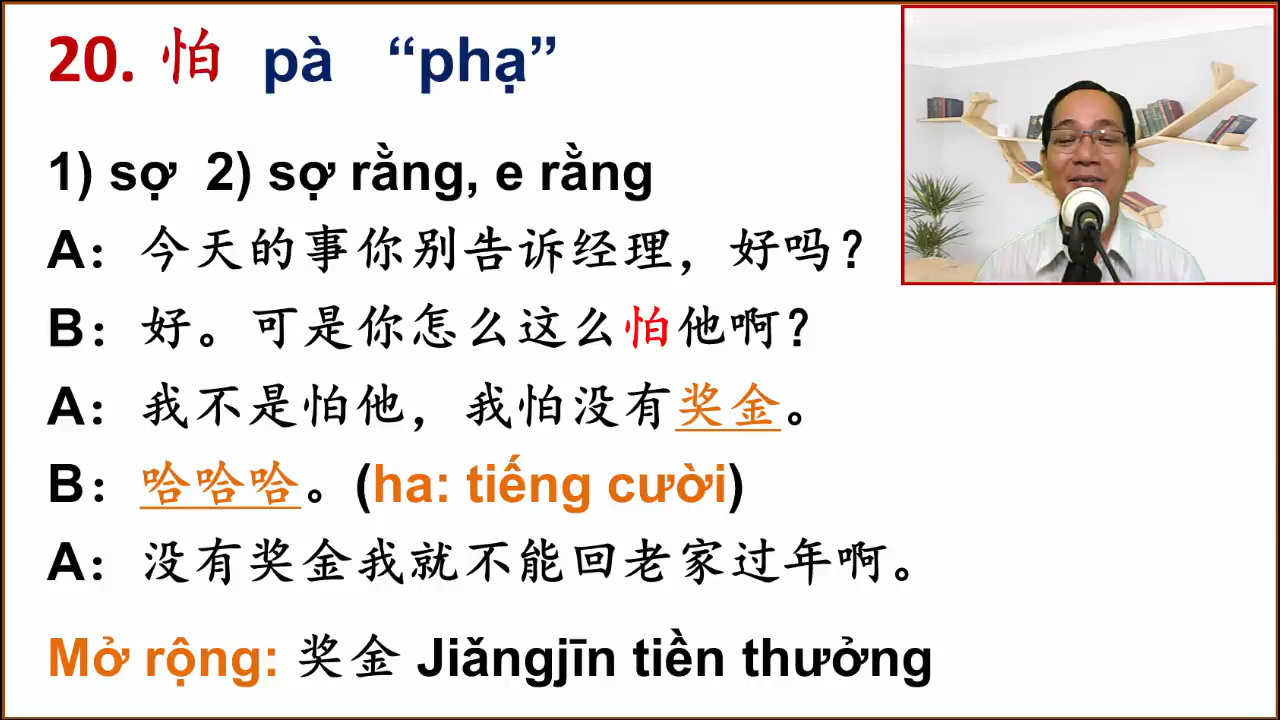 20. 怕 pà “phạ”
1) sợ 2) sợ rằng, e rằng
A：今天的事你别告诉经理，好吗？
B：好。可是你怎么这么怕他啊？
A：我不是怕他，我怕没有奖金。
B：哈哈哈。(ha: tiếng cười)
A：没有奖金我就不能回老家过年啊。
Mở rộng: 奖金 Jiǎngjīn tiền thưởng